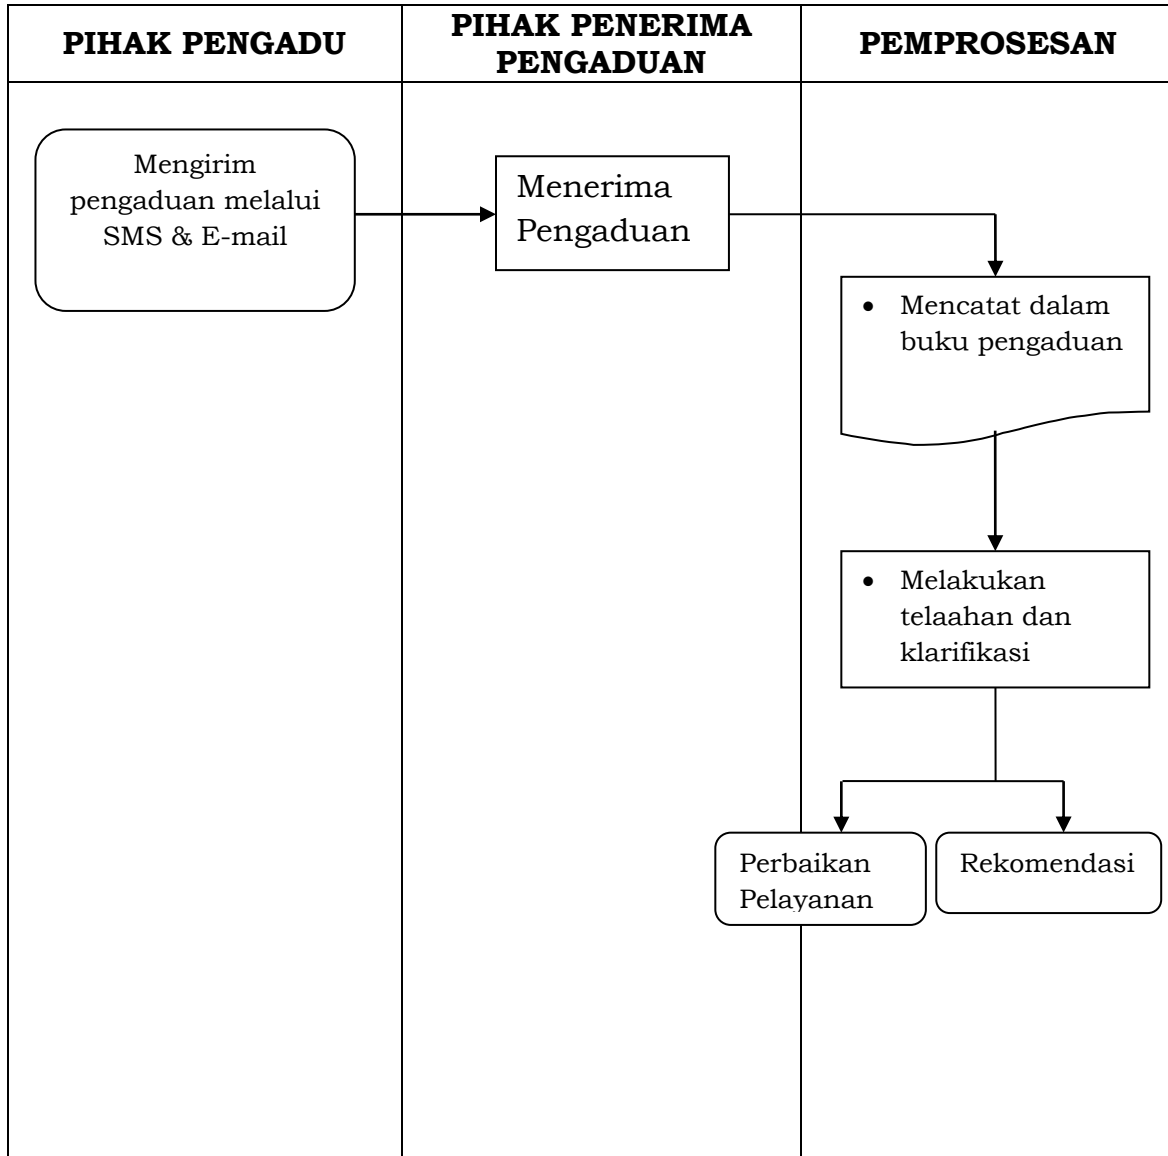 PIHAK PENGADU
PIHAK PENERIMA
PENGADUAN
PEMPROSESAN
Mengirim
pengaduan melalui
SMS & E-mail
Menerima
Pengaduan
• Mencatat dalam
buku pengaduan
• Melakukan
telaahan dan
klarifikasi
Perbaikan
Pelayanan
Rekomendasi